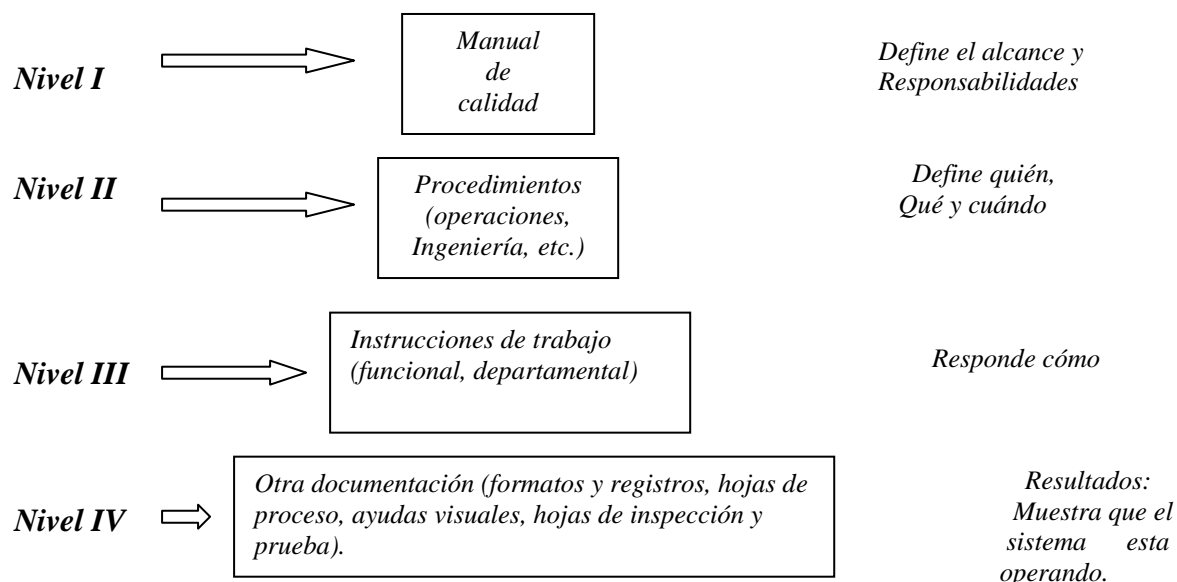 Nivel I
Manual
de
calidad
Define el alcance y
Responsabilidades
Nivel II
Procedimientos
(operaciones,
Ingeniería, etc.)
Define quién,
Qué y cuándo
Nivel III
Instrucciones de trabajo
(funcional, departamental)
Responde cómo
Nivel IV
Otra documentación (formatos y registros, hojas de
proceso, ayudas visuales, hojas de inspección y
prueba).
Resultados:
Muestra que el
sistema esta
operando.